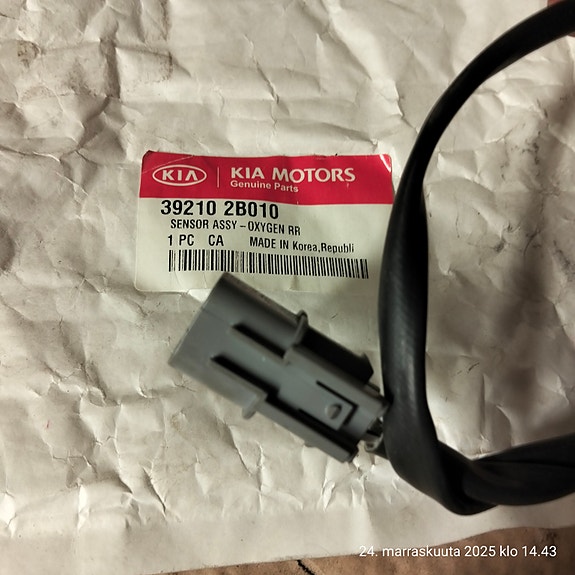 KIA
KIA MOTORS
Genuine Parts
39210 2B010
SENSOR ASSY-OXYGEN RR
1 PC CA MADE IN Korea,Republi
24. marraskuuta 2025 klo 14.43